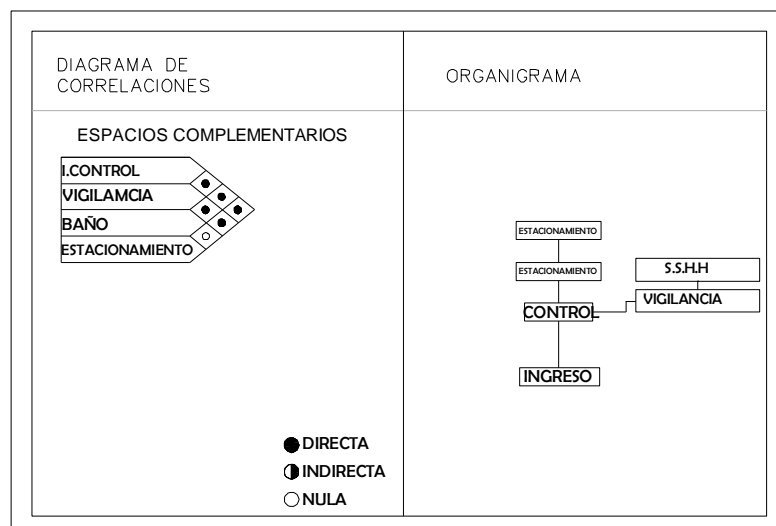 DIAGRAMA DE
CORRELACIONES
ESPACIOS COMPLEMENTARIOS
I.CONTROL
VIGILAMCIA
BAÑO
ESTACIONAMIENTO
DIRECTA
INDIRECTA
NULA
ORGANIGRAMA
ESTACIONAMIENTO
ESTACIONAMIENTO
S.S.H.H
VIGILANCIA
CONTROL
INGRESO